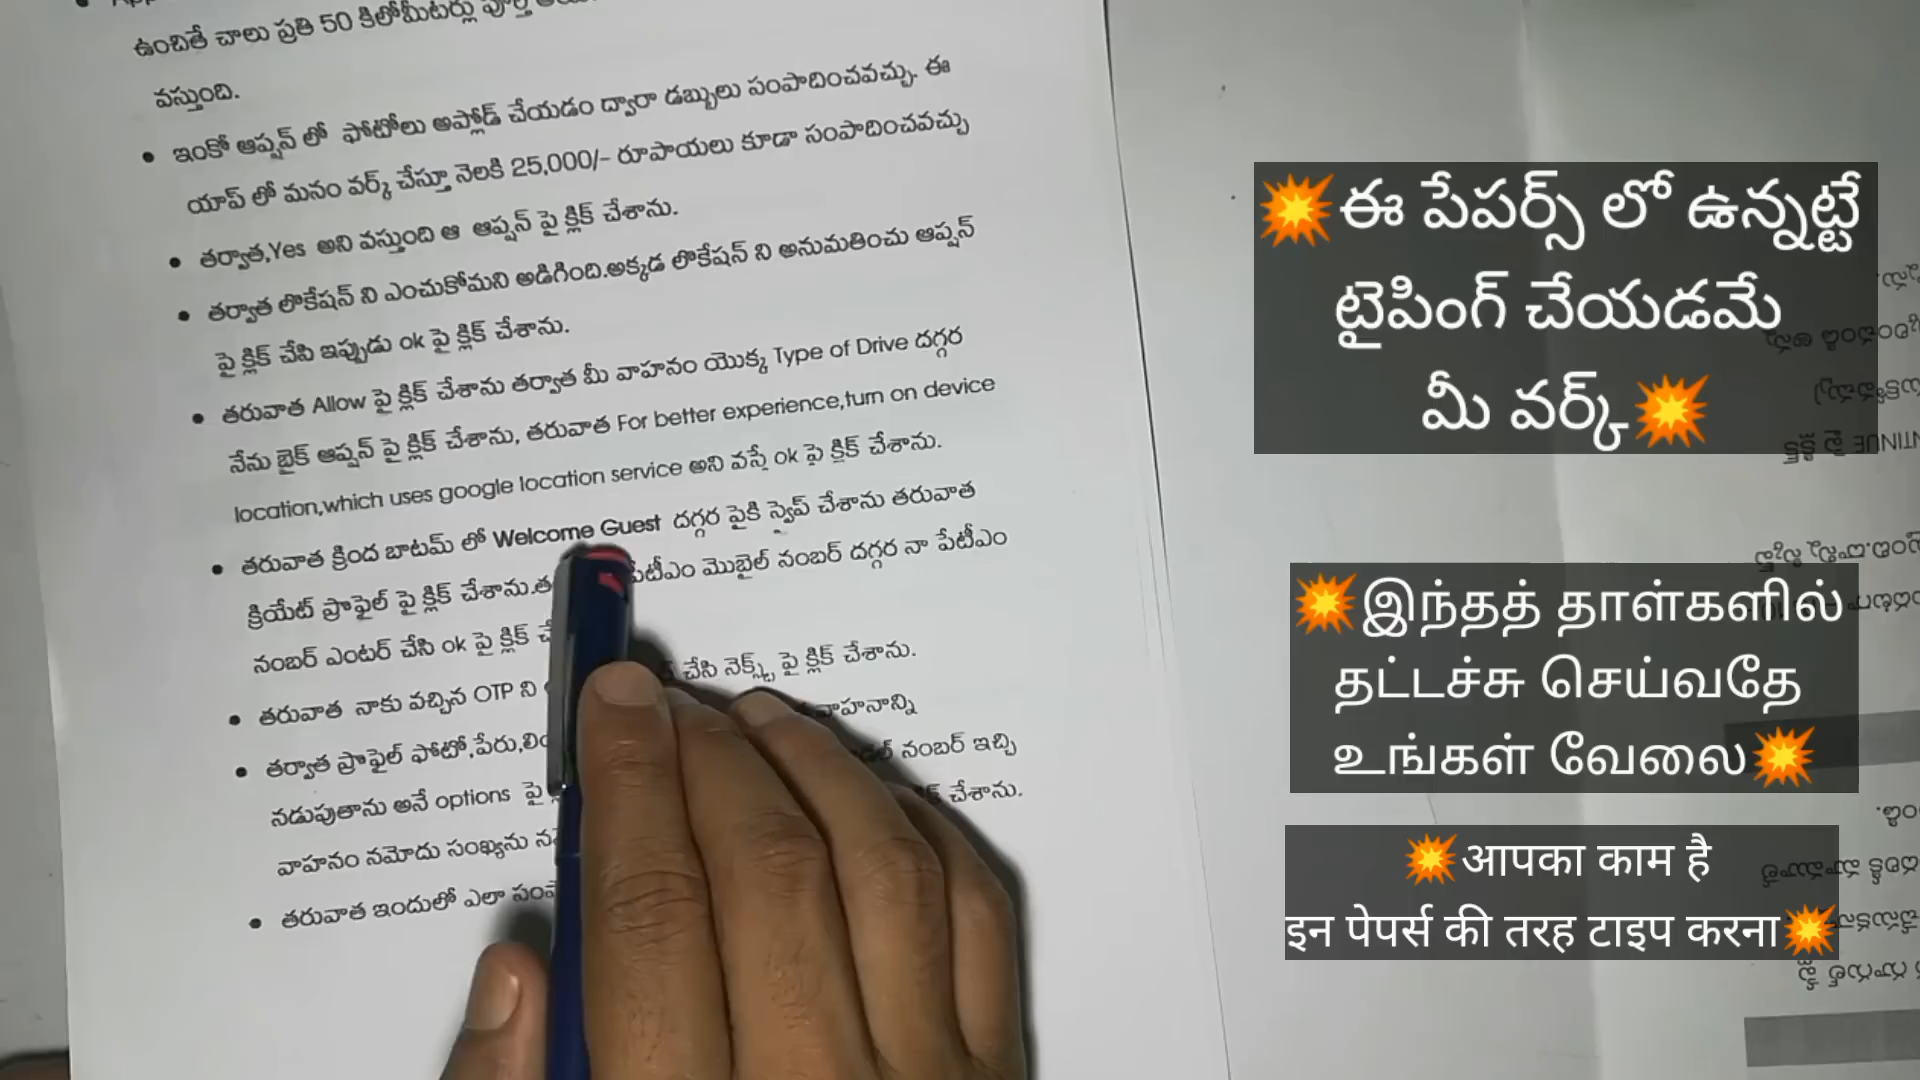 ఉంచితే చాలు ప్రతి 50 కిలోమీటర్లు
వస్తుంది.
• ఇంకో ఆప్షన్ లో ఫోటోలు అప్లోడ్ చేయడం ద్వారా డబ్బులు సంపాదించవచ్చు. ఈ
యాప్ లో మనం వర్క్ చేస్తూ నెలకి 25,000/- రూపాయలు కూడా సంపాదించవచ్చు
• తర్వాత,Yes అని వస్తుంది ఆ ఆప్షన్ పై క్లిక్ చేశాను.
• తర్వాత లొకేషన్ ని ఎంచుకోమని అడిగింది.అక్కడ లొకేషన్ ని అనుమతించు ఆప్షన్
పై క్లిక్ చేసి ఇప్పుడు ok పై క్లిక్ చేశాను.
• తరువాత Allow పై క్లిక్ చేశాను తర్వాత మీ వాహనం యొక్క Type of Drive దగ్గర
నేను బైక్ ఆప్షన్ పై క్లిక్ చేశాను, తరువాత For better experience,turn on device
location,which uses google location service అని వస్తే ok పై క్లిక్ చేశాను.
• తరువాత క్రింద బాటమ్ లో Welcome Guest దగ్గర పైకి స్వైప్ చేశాను తరువాత
క్రియేట్ ప్రొఫైల్ పై క్లిక్ చేశాను. పేటీఎం మొబైల్ నంబర్ దగ్గర నా పేటీఎం
నంబర్ ఎంటర్ చేసి ok పై క్లిక్
• తరువాత నాకు వచ్చిన OTP ని చేసి నెక్స్ట్ పై క్లిక్ చేశాను.
• తర్వాత ప్రొఫైల్ ఫోటో,పేరు, వాహనాన్ని
నడుపుతాను అనే options పై నంబర్ ఇచ్చి
వాహనం నమోదు సంఖ్యను చేశాను.
• తరువాత ఇందులో ఎలా
💥ఈ పేపర్స్ లో ఉన్నట్టే
టైపింగ్ చేయడమే
మీ వర్క్💥
💥இந்தத் தாள்களில்
தட்டச்சு செய்வதே
உங்கள் வேலை💥
💥आपका काम है
इन पेपर्स की तरह टाइप करना💥